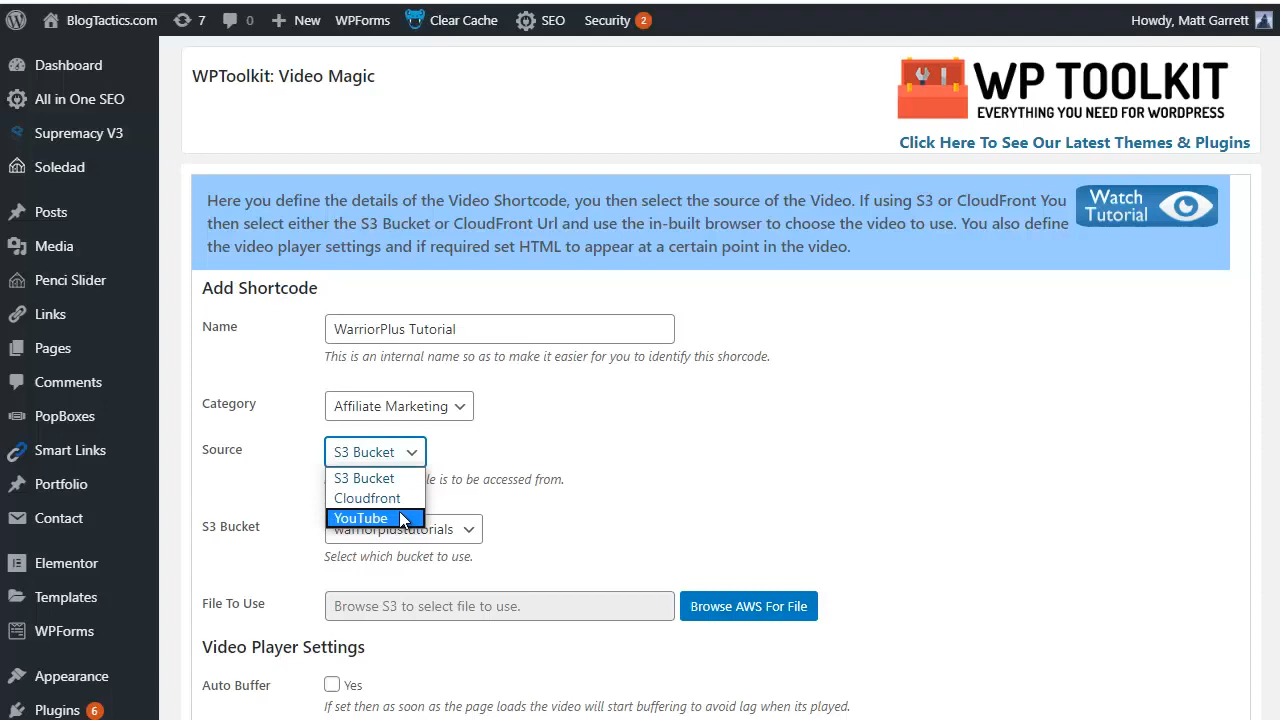 BlogTactics.com 7 0 New WPForms Clear Cache SEO Security 2 Howdy, Matt Garrett
Dashboard
All in One SEO
Supremacy V3
Soledad
Posts
Media
Penci Slider
Links
Pages
Comments
PopBoxes
Smart Links
Portfolio
Contact
Elementor
Templates
WPForms
Appearance
Plugins 6
WPToolkit: Video Magic
WP TOOLKIT
EVERYTHING YOU NEED FOR WORDPRESS
Click Here To See Our Latest Themes & Plugins
Here you define the details of the Video Shortcode, you then select the source of the Video. If using S3 or CloudFront You
then select either the S3 Bucket or CloudFront Url and use the in-built browser to choose the video to use. You also define
the video player settings and if required set HTML to appear at a certain point in the video.
Watch
Tutorial
Add Shortcode
Name WarriorPlus Tutorial
This is an internal name so as to make it easier for you to identify this shorcode.
Category Affiliate Marketing
Source S3 Bucket
S3 Bucket
Cloudfront
YouTube
le is to be accessed from.
S3 Bucket warriorplustutorials
Select which bucket to use.
File To Use Browse S3 to select file to use. Browse AWS For File
Video Player Settings
Auto Buffer Yes
If set then as soon as the page loads the video will start buffering to avoid lag when its played.